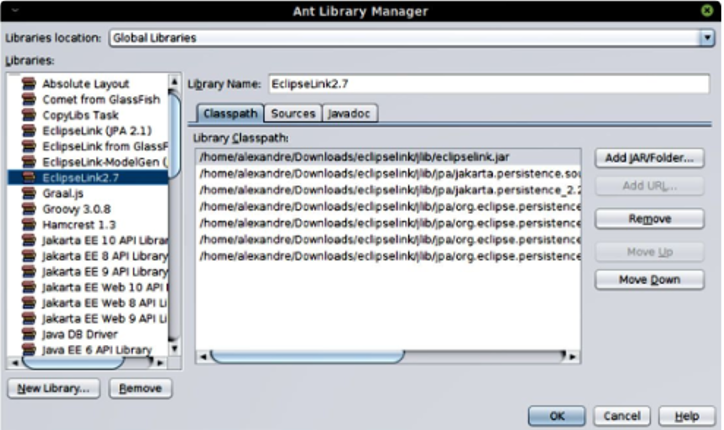 Ant Library Manager
Libraries location: Global Libraries
Libraries:
Absolute Layout
Comet from GlassFish
CopyLibs Task
EclipseLink (JPA 2.1)
EclipseLink from GlassF
EclipseLink-ModelGen (
EclipseLink2.7
Graal.js
Groovy 3.0.8
Hamcrest 1.3
Jakarta EE 10 API Librar
Jakarta EE 8 API Library
Jakarta EE 9 API Library
Jakarta EE Web 10 API
Jakarta EE Web 8 API Li
Jakarta EE Web 9 API Li
Java DB Driver
Java EE 6 API Library
New Library... Remove
Library Name: EclipseLink2.7
Classpath Sources Javadoc
Library Classpath:
/home/alexandre/Downloads/eclipselink/jlib/eclipselink.jar
/home/alexandre/Downloads/eclipselink/jlib/jpa/jakarta.persistence.sou
/home/alexandre/Downloads/eclipselink/jlib/jpa/jakarta.persistence_2.2
/home/alexandre/Downloads/eclipselink/jlib/jpa/org.eclipse.persistence
/home/alexandre/Downloads/eclipselink/jlib/jpa/org.eclipse.persistence
/home/alexandre/Downloads/eclipselink/jlib/jpa/org.eclipse.persistence
/home/alexandre/Downloads/eclipselink/jlib/jpa/org.eclipse.persistence
Add JAR/Folder...
Add URL...
Remove
Move Up
Move Down
OK Cancel Help